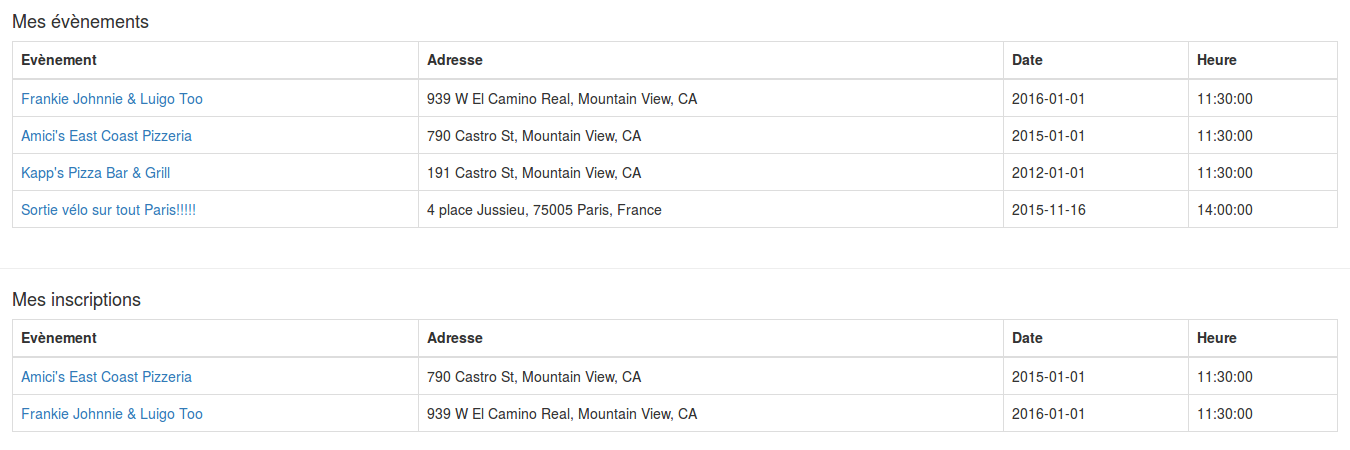 Mes évènements
Evènement Adresse Date Heure
Frankie Johnnie & Luigo Too 939 W El Camino Real, Mountain View, CA 2016-01-01 11:30:00
Amici's East Coast Pizzeria 790 Castro St, Mountain View, CA 2015-01-01 11:30:00
Kapp's Pizza Bar & Grill 191 Castro St, Mountain View, CA 2012-01-01 11:30:00
Sortie vélo sur tout Paris!!!!! 4 place Jussieu, 75005 Paris, France 2015-11-16 14:00:00
Mes inscriptions
Evènement Adresse Date Heure
Amici's East Coast Pizzeria 790 Castro St, Mountain View, CA 2015-01-01 11:30:00
Frankie Johnnie & Luigo Too 939 W El Camino Real, Mountain View, CA 2016-01-01 11:30:00